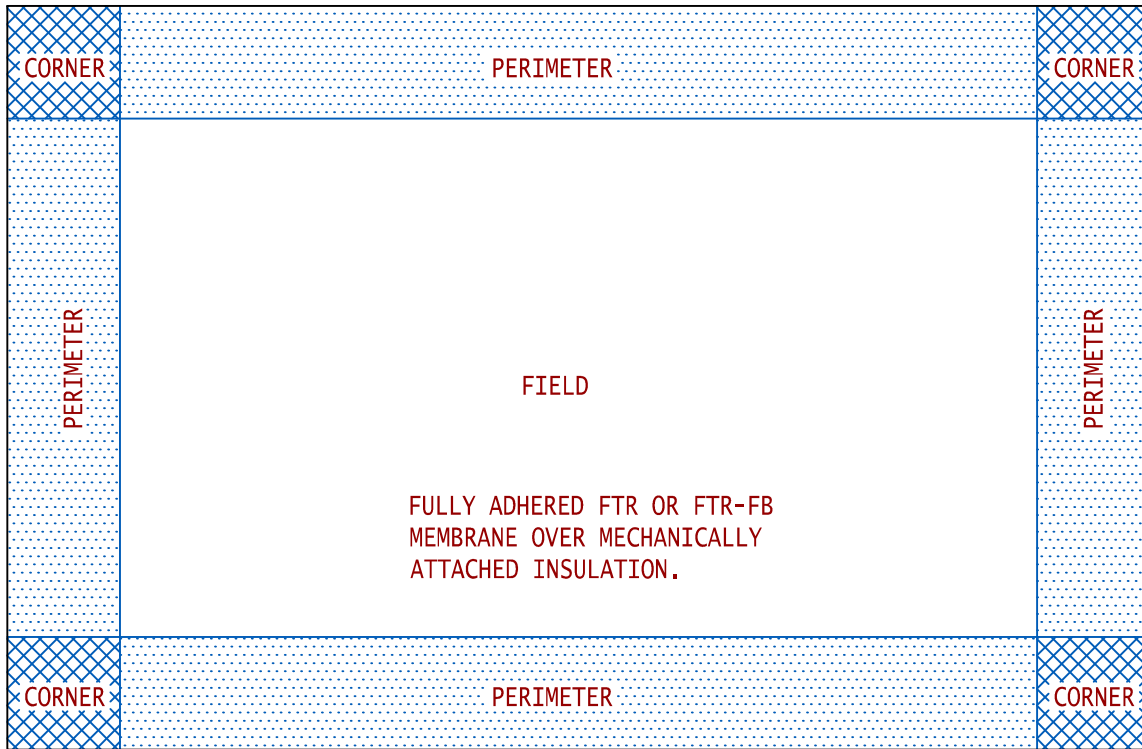 CORNER
PERIMETER
CORNER
PERIMETER
PERIMETER
FIELD
FULLY ADHERED FTR OR FTR-FB
MEMBRANE OVER MECHANICALLY
ATTACHED INSULATION.
CORNER
PERIMETER
CORNER